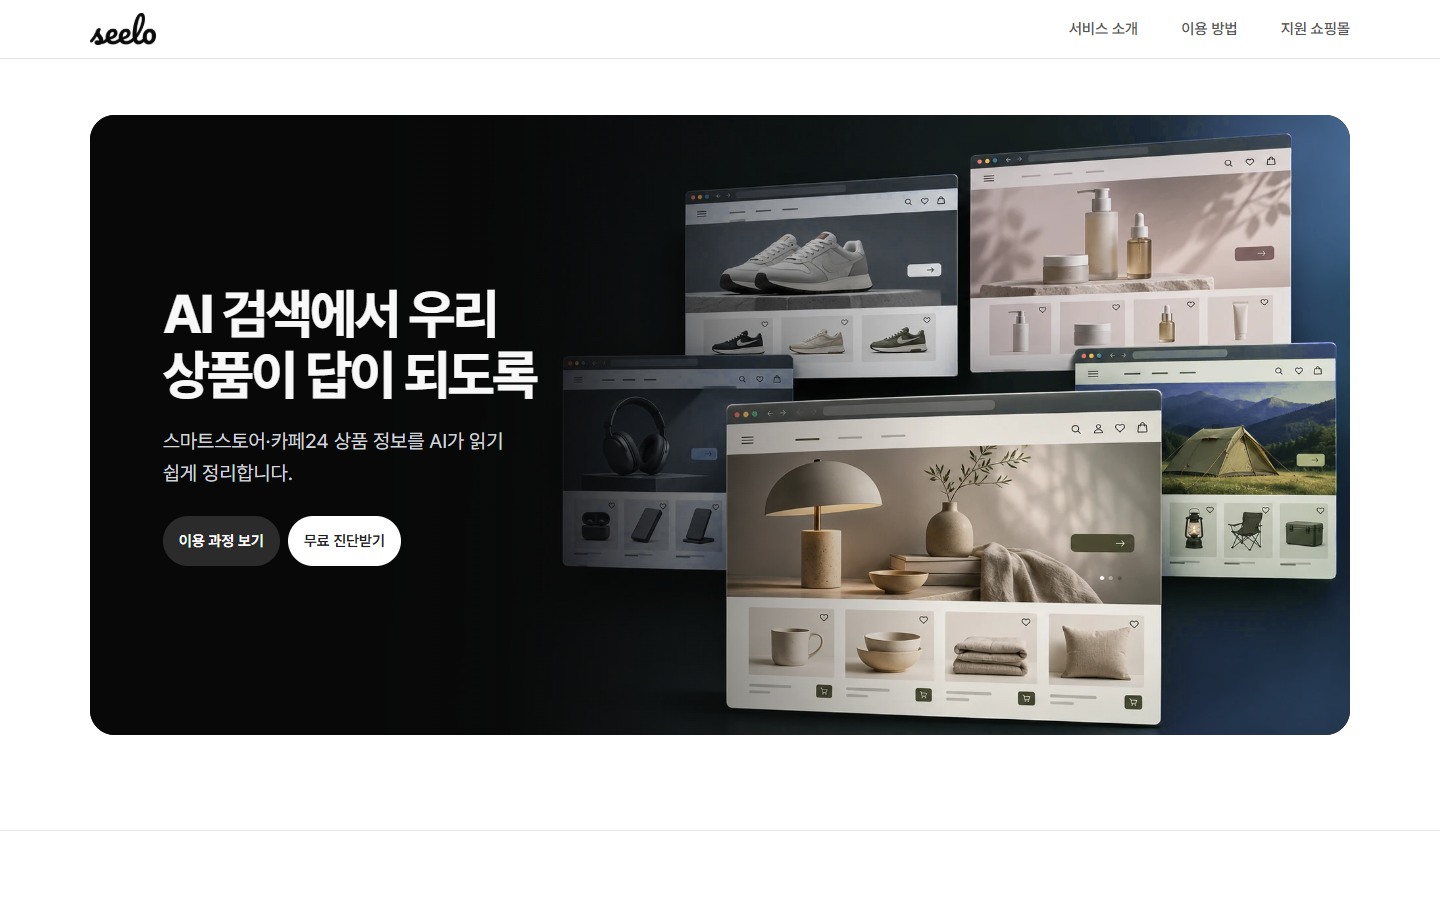 seelo
서비스 소개
이용 방법
지원 쇼핑몰
AI 검색에서 우리
상품이 답이 되도록
스마트스토어·카페24 상품 정보를 AI가 읽기
쉽게 정리합니다.
이용 과정 보기
무료 진단받기